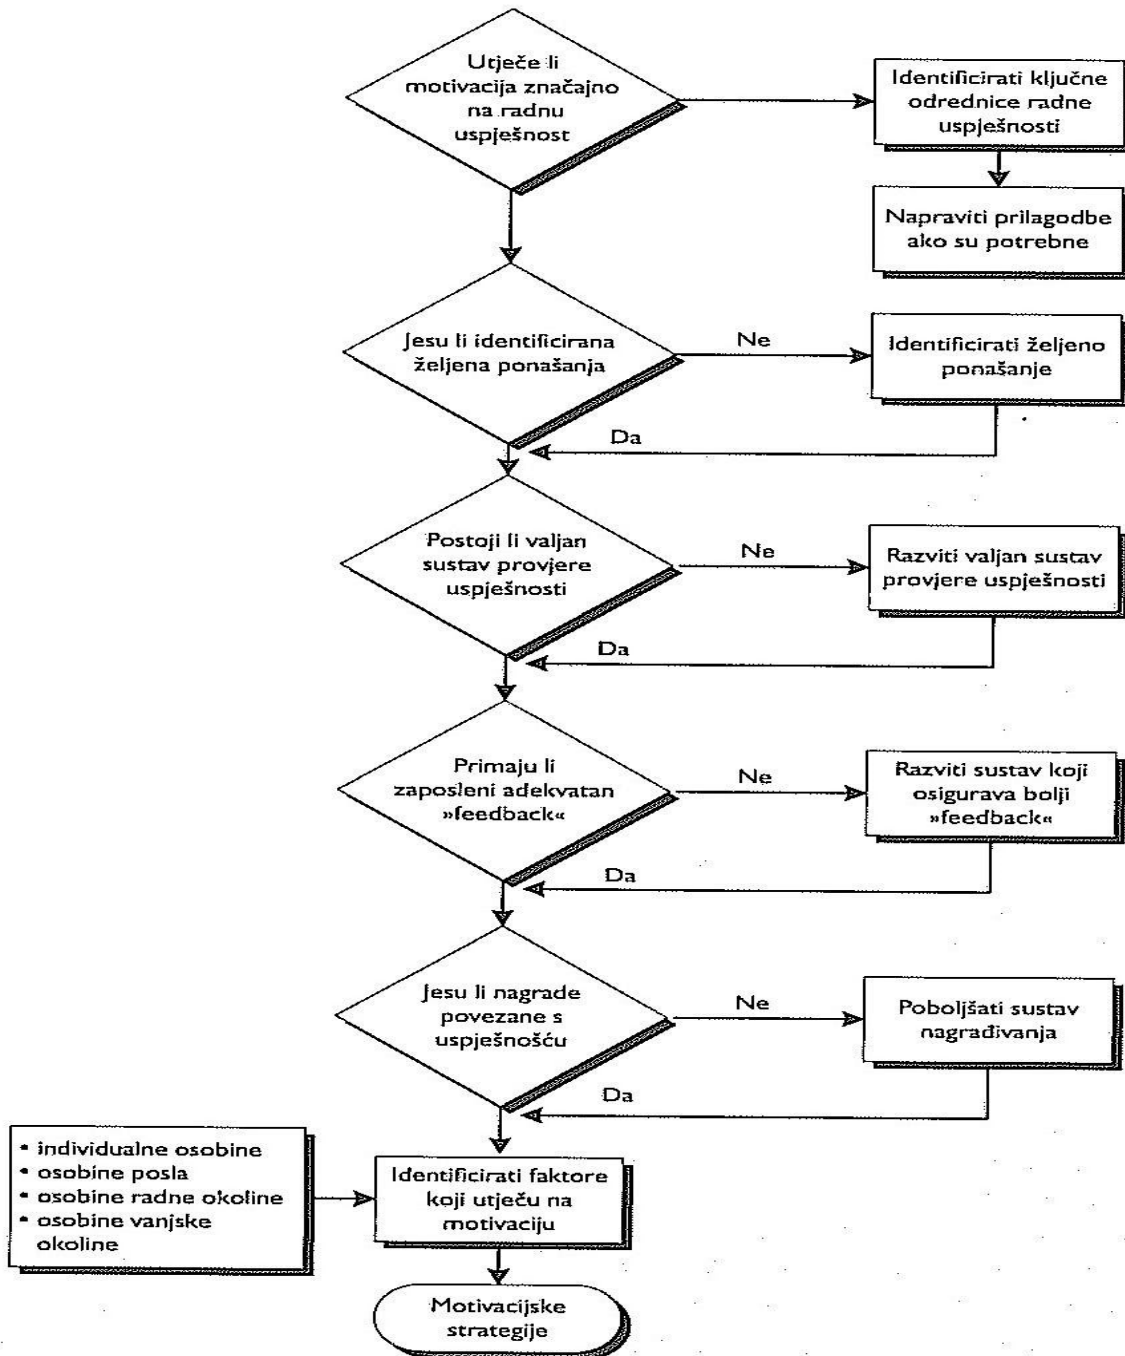 Utječe li
motivacija značajno
na radnu
uspješnost
Identificirati ključne
odrednice radne
uspješnosti
Napraviti prilagodbe
ako su potrebne
Jesu li identificirana
željena ponašanja
Ne
Identificirati željeno
ponašanje
Da
Postoji li valjan
sustav provjere
uspješnosti
Ne
Razviti valjan sustav
provjere uspješnosti
Da
Primaju li
zaposleni adekvatan
»feedback«
Ne
Razviti sustav koji
osigurava bolji
»feedback«
Da
Jesu li nagrade
povezane s
uspješnošću
Ne
Poboljšati sustav
nagrađivanja
Da
• individualne osobine
• osobine posla
• osobine radne okoline
• osobine vanjske
okoline
Identificirati faktore
koji utječu na
motivaciju
Motivacijske
strategije